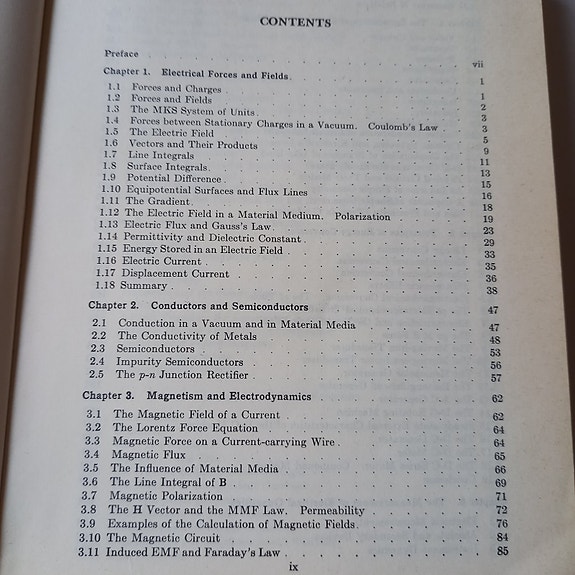 CONTENTS
Preface vii
Chapter 1. Electrical Forces and Fields 1
1.1 Forces and Charges 1
1.2 Forces and Fields 2
1.3 The MKS System of Units 3
1.4 Forces between Stationary Charges in a Vacuum. Coulomb's Law 3
1.5 The Electric Field 5
1.6 Vectors and Their Products 9
1.7 Line Integrals 11
1.8 Surface Integrals 13
1.9 Potential Difference 15
1.10 Equipotential Surfaces and Flux Lines 16
1.11 The Gradient 18
1.12 The Electric Field in a Material Medium. Polarization 19
1.13 Electric Flux and Gauss's Law 23
1.14 Permittivity and Dielectric Constant 29
1.15 Energy Stored in an Electric Field 33
1.16 Electric Current 35
1.17 Displacement Current 36
1.18 Summary 38
Chapter 2. Conductors and Semiconductors 47
2.1 Conduction in a Vacuum and in Material Media 47
2.2 The Conductivity of Metals 48
2.3 Semiconductors 53
2.4 Impurity Semiconductors 56
2.5 The p-n Junction Rectifier 57
Chapter 3. Magnetism and Electrodynamics 62
3.1 The Magnetic Field of a Current 62
3.2 The Lorentz Force Equation 64
3.3 Magnetic Force on a Current-carrying Wire 64
3.4 Magnetic Flux 65
3.5 The Influence of Material Media 66
3.6 The Line Integral of B 69
3.7 Magnetic Polarization 71
3.8 The H Vector and the MMF Law. Permeability 72
3.9 Examples of the Calculation of Magnetic Fields 76
3.10 The Magnetic Circuit 84
3.11 Induced EMF and Faraday's Law 85
ix